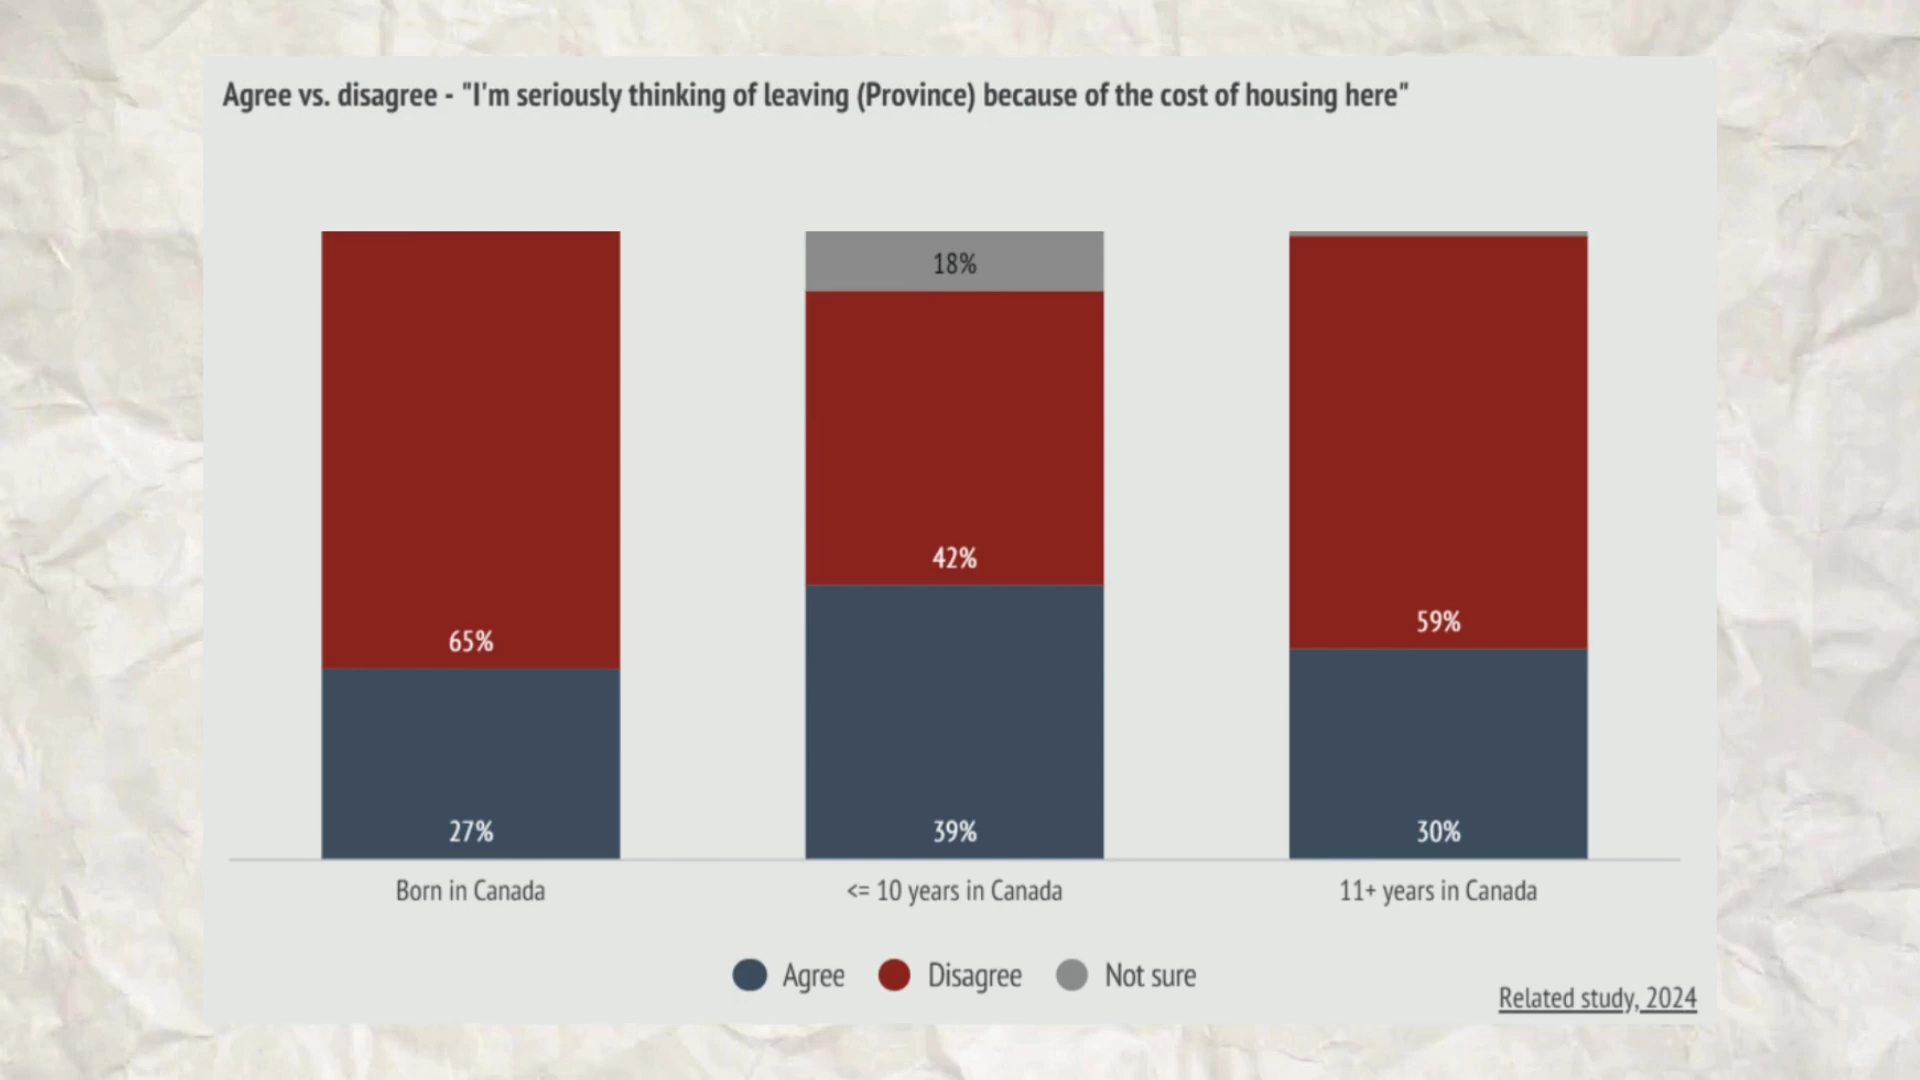 Agree vs. disagree - "I'm seriously thinking of leaving (Province) because of the cost of housing here"
18%
42%
59%
65%
27%
39%
30%
Born in Canada
<= 10 years in Canada
11+ years in Canada
Agree
Disagree
Not sure
Related study, 2024